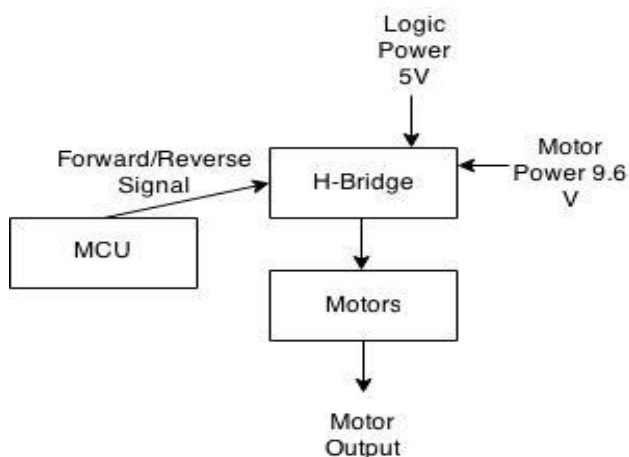 Logic
Power
5V
Forward/Reverse
Signal
H-Bridge
Motor
Power 9.6
V
MCU
Motors
Motor
Output